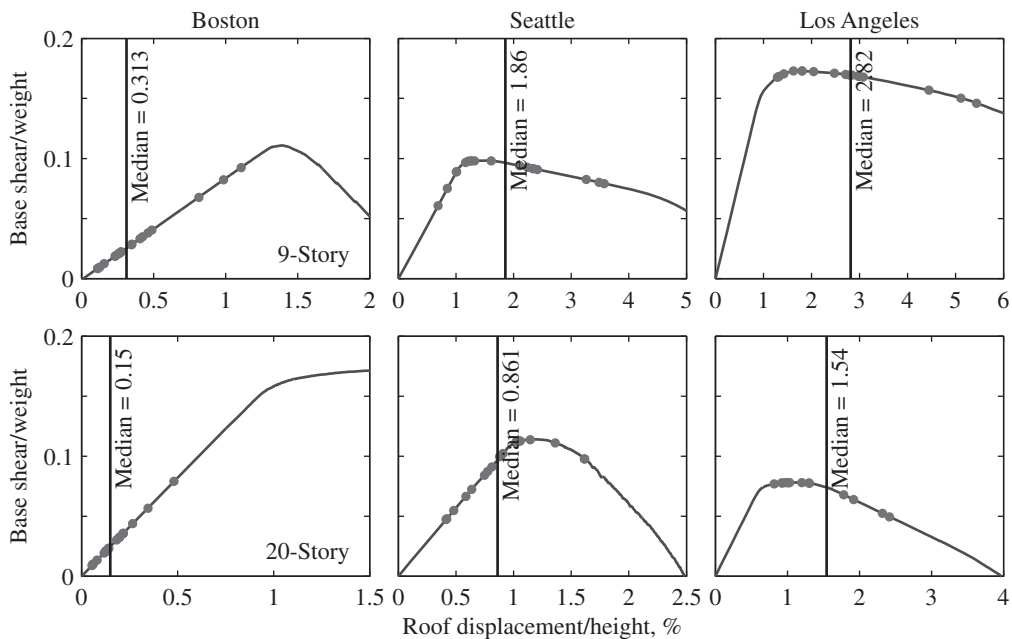 Boston
Seattle
Los Angeles
Base shear/weight
0.2
0.1
0
Median = 0.313
9-Story
0 0.5 1 1.5 2
Median = 1.86
0 1 2 3 4 5
Median = 2.82
0 1 2 3 4 5 6
Base shear/weight
0.2
0.1
0
Median = 0.15
20-Story
0 0.5 1 1.5
Median = 0.861
0 0.5 1 1.5 2 2.5
Median = 1.54
0 1 2 3 4
Roof displacement/height, %